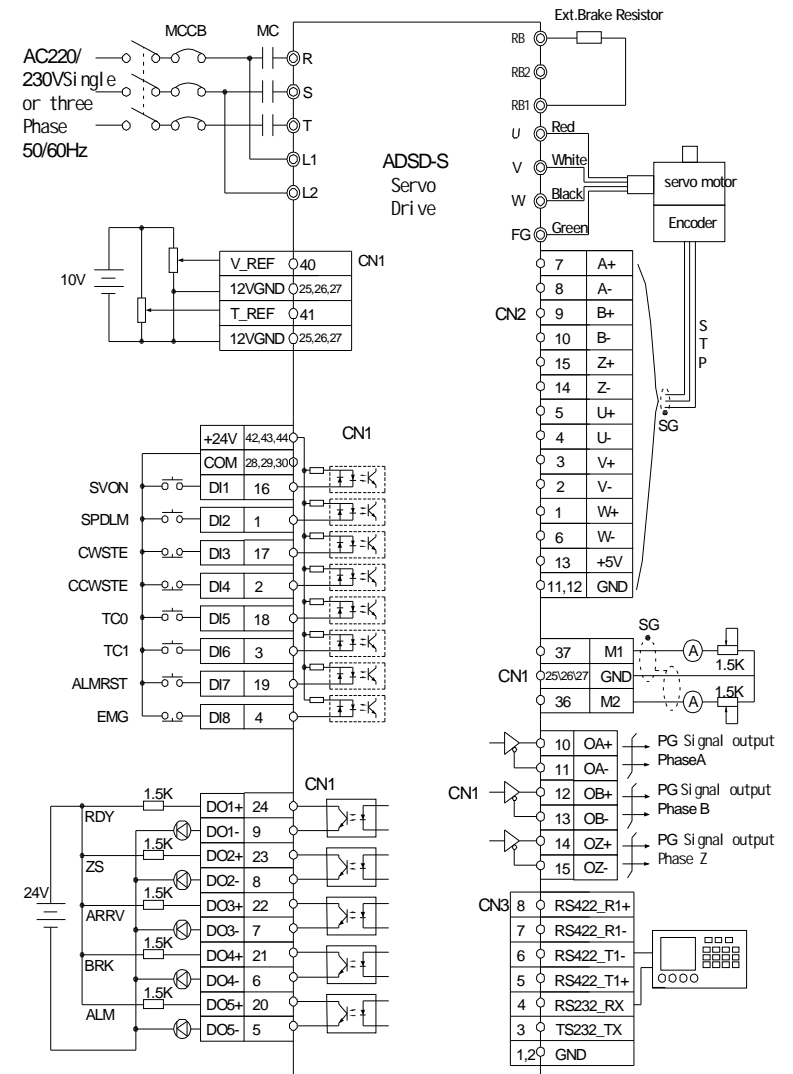 Ext.Brake Resistor
MCCB
MC
AC220/
230VSingle
or three
Phase
50/60Hz
R
S
T
L1
L2
ADSD-S
Servo
Drive
RB
RB2
RB1
U Red
V White
W Black
FG Green
servo motor
Encoder
S
T
P
SG
10V
V_REF 40 CN1
12VGND 25,26,27
T_REF 41
12VGND 25,26,27
CN2
7 A+
8 A-
9 B+
10 B-
15 Z+
14 Z-
5 U+
4 U-
3 V+
2 V-
1 W+
6 W-
13 +5V
11,12 GND
CN1
+24V 42,43,44
COM 28,29,30
SVON DI1 16
SPDLM DI2 1
CWSTE DI3 17
CCWSTE DI4 2
TC0 DI5 18
TC1 DI6 3
ALMRST DI7 19
EMG DI8 4
SG
CN1
37 M1 A 1.5K
25\26\27 GND
36 M2 A 1.5K
CN1
10 OA+ PG Signal output
11 OA- PhaseA
12 OB+ PG Signal output
13 OB- Phase B
14 OZ+ PG Signal output
15 OZ- Phase Z
CN1
24V
RDY 1.5K DO1+ 24
DO1- 9
ZS 1.5K DO2+ 23
DO2- 8
ARRV 1.5K DO3+ 22
DO3- 7
BRK 1.5K DO4+ 21
DO4- 6
ALM 1.5K DO5+ 20
DO5- 5
CN3
8 RS422_R1+
7 RS422_R1-
6 RS422_T1-
5 RS422_T1+
4 RS232_RX
3 TS232_TX
1,2 GND